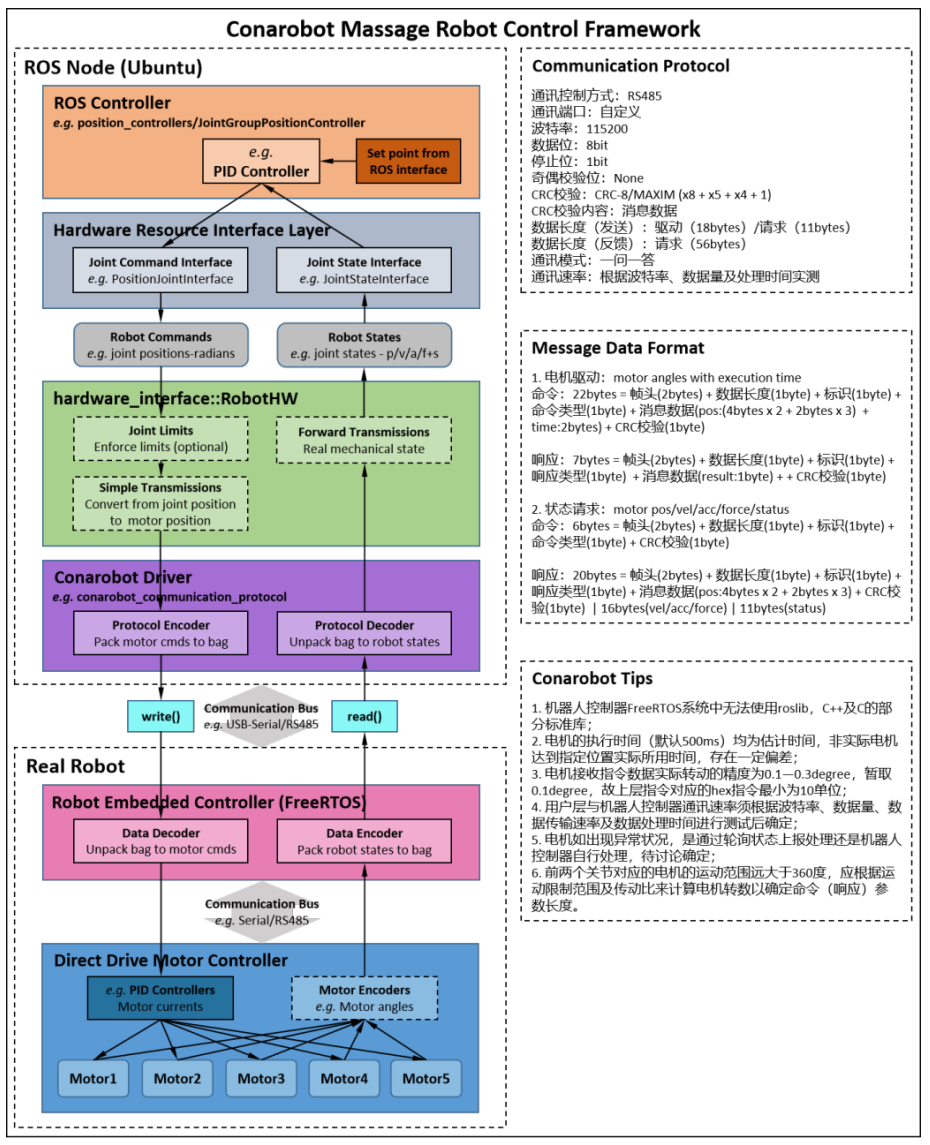 Conarobot Massage Robot Control Framework
ROS Node (Ubuntu)
ROS Controller
e.g. position_controllers/JointGroupPositionController
e.g.
PID Controller
Set point from
ROS interface
Hardware Resource Interface Layer
Joint Command Interface
e.g. PositionJointInterface
Joint State Interface
e.g. JointStateInterface
Robot Commands
e.g. joint positions-radians
Robot States
e.g. joint states - p/v/a/f+s
hardware_interface::RobotHW
Joint Limits
Enforce limits (optional)
Forward Transmissions
Real mechanical state
Simple Transmissions
Convert from joint position
to motor position
Conarobot Driver
e.g. conarobot_communication_protocol
Protocol Encoder
Pack motor cmds to bag
Protocol Decoder
Unpack bag to robot states
write()
Communication Bus
e.g. USB-Serial/RS485
read()
Real Robot
Robot Embedded Controller (FreeRTOS)
Data Decoder
Unpack bag to motor cmds
Data Encoder
Pack robot states to bag
Communication Bus
e.g. Serial/RS485
Direct Drive Motor Controller
e.g. PID Controllers
Motor currents
Motor Encoders
e.g. Motor angles
Motor1
Motor2
Motor3
Motor4
Motor5
Communication Protocol
通讯控制方式：RS485
通讯端口：自定义
波特率：115200
数据位：8bit
停止位：1bit
奇偶校验位：None
CRC校验：CRC-8/MAXIM (x8 + x5 + x4 + 1)
CRC校验内容：消息数据
数据长度（发送）：驱动（18bytes）/请求（11bytes）
数据长度（反馈）：请求（56bytes）
通讯模式：一问一答
通讯速率：根据波特率、数据量及处理时间实测
Message Data Format
1. 电机驱动：motor angles with execution time
命令：22bytes = 帧头(2bytes) + 数据长度(1byte) + 标识(1byte) +
命令类型(1byte) + 消息数据(pos:(4bytes x 2 + 2bytes x 3) +
time:2bytes) + CRC校验(1byte)
响应：7bytes = 帧头(2bytes) + 数据长度(1byte) + 标识(1byte) +
响应类型(1byte) + 消息数据(result:1byte) + + CRC校验(1byte)
2. 状态请求：motor pos/vel/acc/force/status
命令：6bytes = 帧头(2bytes) + 数据长度(1byte) + 标识(1byte) +
命令类型(1byte) + CRC校验(1byte)
响应：20bytes = 帧头(2bytes) + 数据长度(1byte) + 标识(1byte) +
响应类型(1byte) + 消息数据(pos:4bytes x 2 + 2bytes x 3) + CRC校
验(1byte) | 16bytes(vel/acc/force) | 11bytes(status)
Conarobot Tips
1. 机器人控制器FreeRTOS系统中无法使用roslib，C++及C的部
分标准库；
2. 电机的执行时间（默认500ms）均为估计时间，非实际电机
达到指定位置实际所用时间，存在一定偏差；
3. 电机接收指令数据实际转动的精度为0.1—0.3degree，暂取
0.1degree，故上层指令对应的hex指令最小为10单位；
4. 用户层与机器人控制器通讯速率须根据波特率、数据量、数
据传输速率及数据处理时间进行测试后确定；
5. 电机如出现异常状况，是通过轮询状态上报处理还是机器人
控制器自行处理，待讨论确定；
6. 前两个关节对应的电机的运动范围远大于360度，应根据运
动限制范围及传动比来计算电机转数以确定命令（响应）参
数长度。